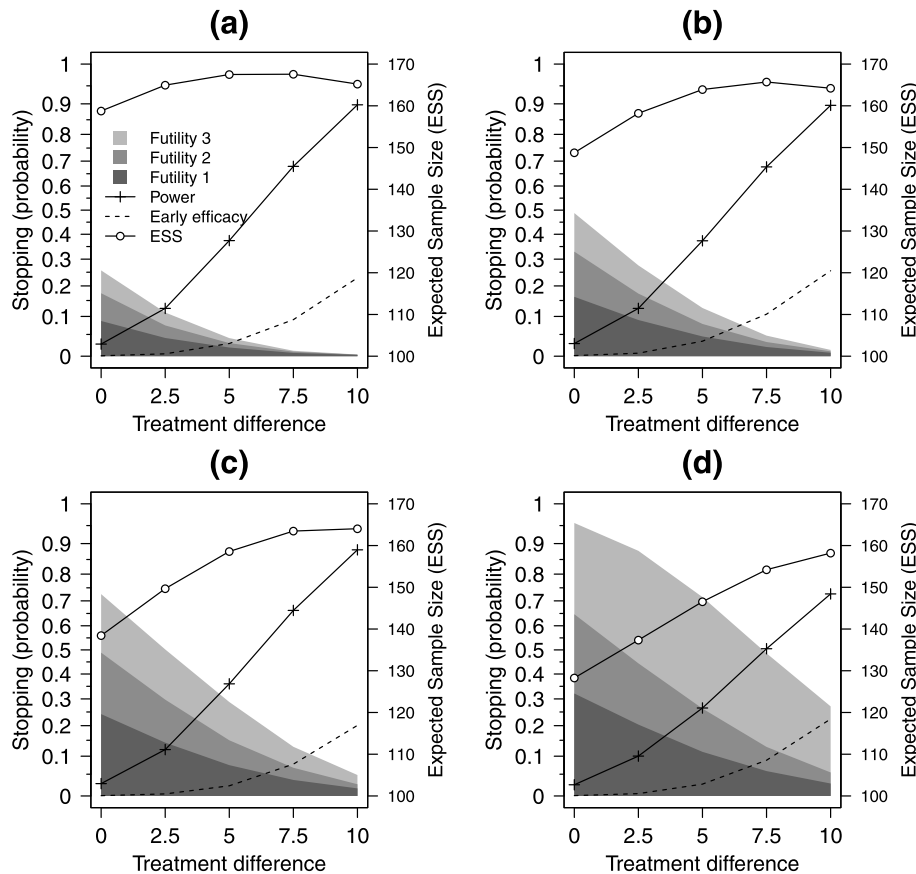 (a)
Stopping (probability)
1
0.9
0.8
0.7
0.6
0.5
0.4
0.3
0.2
0.1
0
Futility 3
Futility 2
Futility 1
Power
Early efficacy
ESS
170
160
150
140
130
120
110
100
Expected Sample Size (ESS)
0 2.5 5 7.5 10
Treatment difference
(b)
Stopping (probability)
1
0.9
0.8
0.7
0.6
0.5
0.4
0.3
0.2
0.1
0
170
160
150
140
130
120
110
100
Expected Sample Size (ESS)
0 2.5 5 7.5 10
Treatment difference
(c)
Stopping (probability)
1
0.9
0.8
0.7
0.6
0.5
0.4
0.3
0.2
0.1
0
170
160
150
140
130
120
110
100
Expected Sample Size (ESS)
0 2.5 5 7.5 10
Treatment difference
(d)
Stopping (probability)
1
0.9
0.8
0.7
0.6
0.5
0.4
0.3
0.2
0.1
0
170
160
150
140
130
120
110
100
Expected Sample Size (ESS)
0 2.5 5 7.5 10
Treatment difference